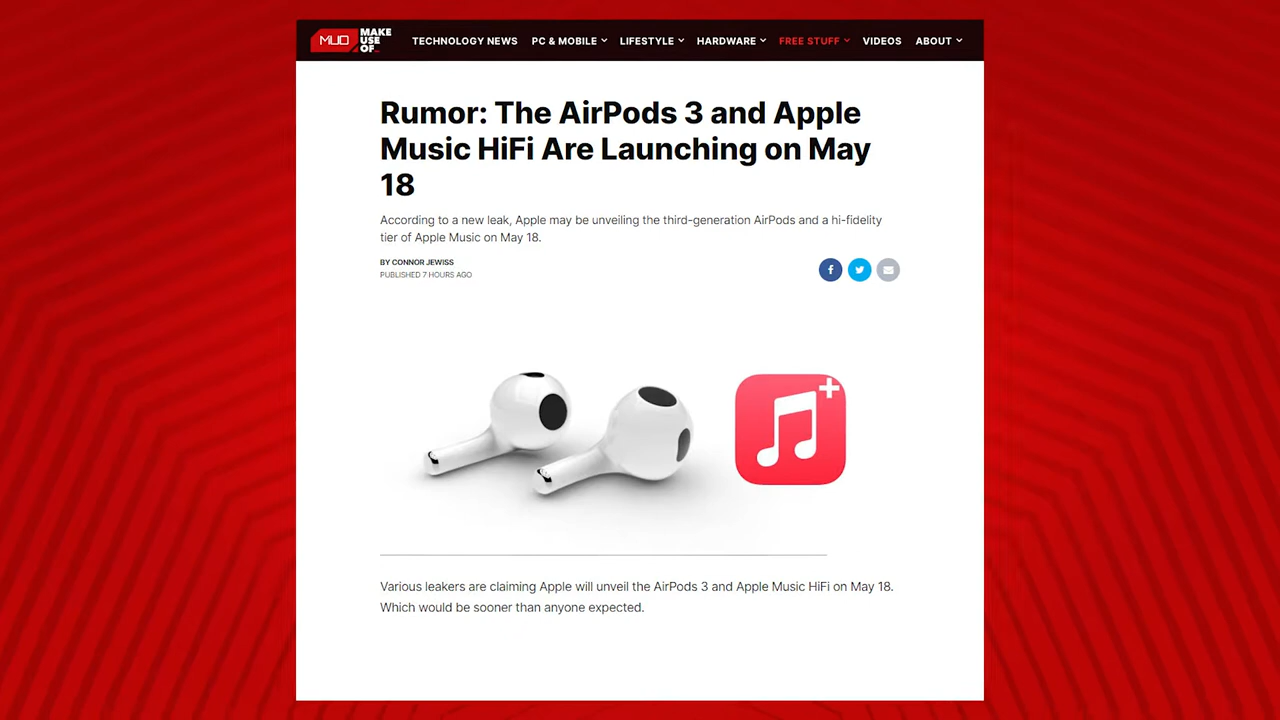 MUO MAKE USE OF TECHNOLOGY NEWS PC & MOBILE LIFESTYLE HARDWARE FREE STUFF VIDEOS ABOUT
Rumor: The AirPods 3 and Apple
Music HiFi Are Launching on May
18
According to a new leak, Apple may be unveiling the third-generation AirPods and a hi-fidelity
tier of Apple Music on May 18.
BY CONNOR JEWISS
PUBLISHED 7 HOURS AGO
Various leakers are claiming Apple will unveil the AirPods 3 and Apple Music HiFi on May 18.
Which would be sooner than anyone expected.